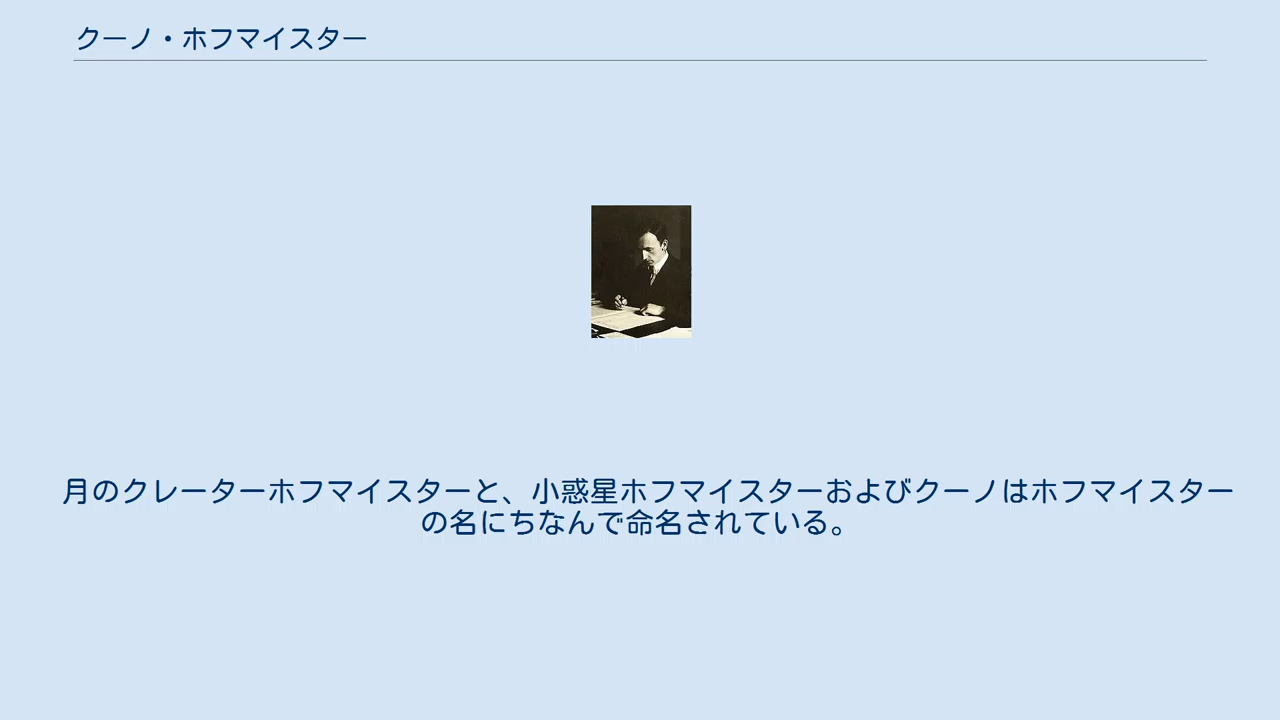 クーノ・ホフマイスター
月のクレーターホフマイスターと、小惑星ホフマイスターおよびクーノはホフマイスター
の名にちなんで命名されている。